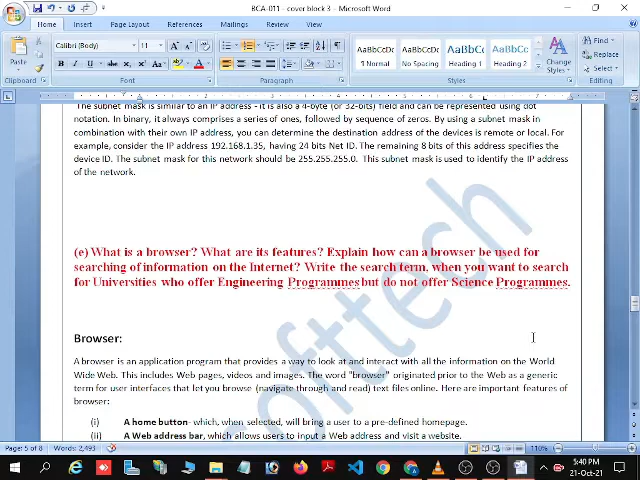 BCA-011 - cover block 3 - Microsoft Word
Home Insert Page Layout References Mailings Review View
Paste
Calibri (Body) 11
AaBbCcDc AaBbCcDc AaBbC AaBbCc
¶ Normal No Spacing Heading 1 Heading 2
Change Styles
Find
Replace
Select
Clipboard Font Paragraph Styles Editing
The subnet mask is similar to an IP address - it is also a 4-byte (or 32-bits) field and can be represented using dot
notation. In binary, it always comprises a series of ones, followed by sequence of zeros. By using a subnet mask in
combination with their own IP address, you can determine the destination address of the devices is remote or local. For
example, consider the IP address 192.168.1.35, having 24 bits Net ID. The remaining 8 bits of this address specifies the
device ID. The subnet mask for this network should be 255.255.255.0. This subnet mask is used to identify the IP address
of the network.
(e) What is a browser? What are its features? Explain how can a browser be used for
searching of information on the Internet? Write the search term, when you want to search
for Universities who offer Engineering Programmes but do not offer Science Programmes.
Browser:
A browser is an application program that provides a way to look at and interact with all the information on the World
Wide Web. This includes Web pages, videos and images. The word "browser" originated prior to the Web as a generic
term for user interfaces that let you browse (navigate through and read) text files online. Here are important features of
browser:
(i) A home button- which, when selected, will bring a user to a pre-defined homepage.
(ii) A Web address bar, which allows users to input a Web address and visit a website.
Page: 5 of 8 Words: 2,493 110%
5:40 PM
21-Oct-21